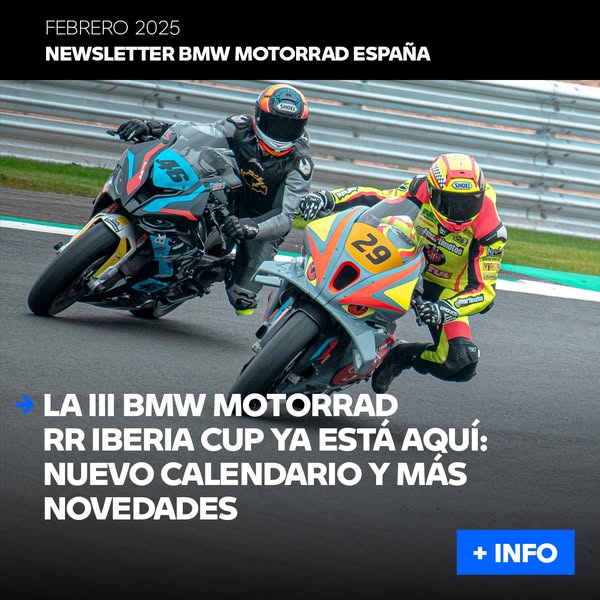 FEBRERO 2025
NEWSLETTER BMW MOTORRAD ESPAÑA
SHOEI
46
SHOEI
29
LA III BMW MOTORRAD
RR IBERIA CUP YA ESTÁ AQUÍ:
NUEVO CALENDARIO Y MÁS
NOVEDADES
+ INFO